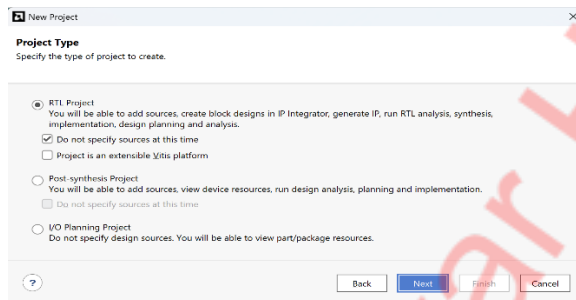 New Project
Project Type
Specify the type of project to create.
RTL Project
You will be able to add sources, create block designs in IP Integrator, generate IP, run RTL analysis, synthesis,
implementation, design planning and analysis.
Do not specify sources at this time
Project is an extensible Vitis platform
Post-synthesis Project
You will be able to add sources, view device resources, run design analysis, planning and implementation.
Do not specify sources at this time
I/O Planning Project
Do not specify design sources. You will be able to view part/package resources.
? Back Next Finish Cancel